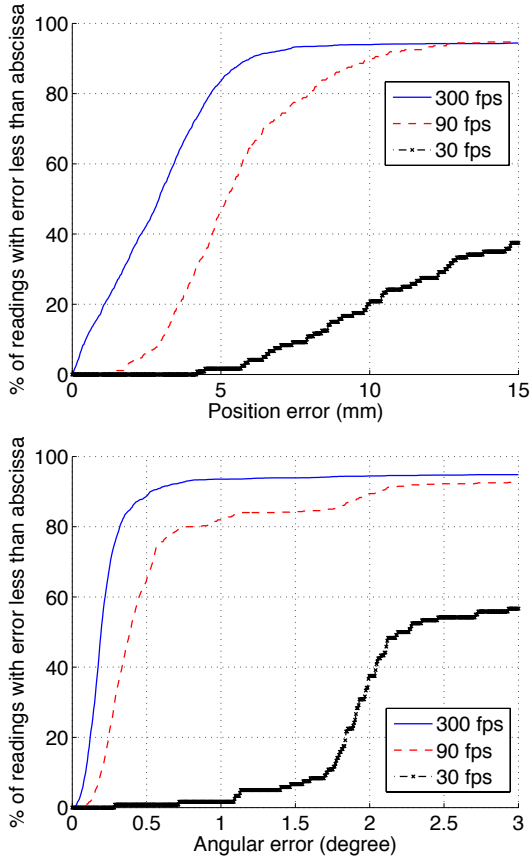 % of readings with error less than abscissa
100
80
60
40
20
0
0 5 10 15
Position error (mm)
300 fps
90 fps
30 fps
% of readings with error less than abscissa
100
80
60
40
20
0
0 0.5 1 1.5 2 2.5 3
Angular error (degree)
300 fps
90 fps
30 fps